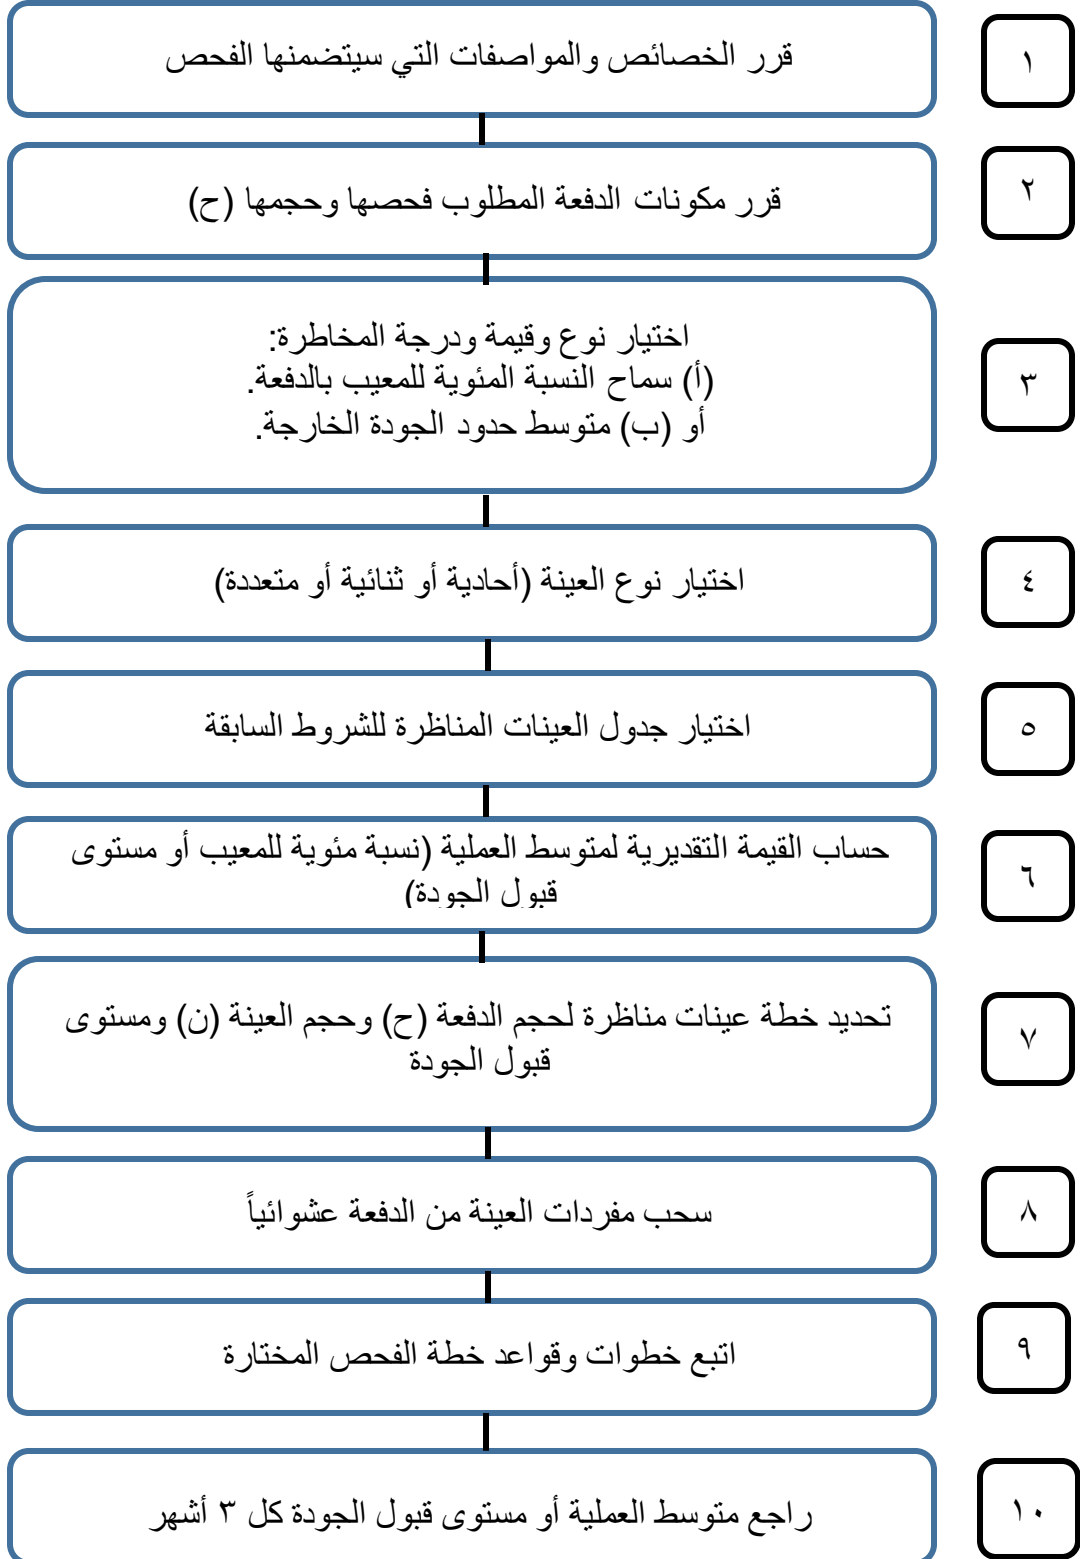 ١
قرر الخصائص والمواصفات التي سيتضمنها الفحص
٢
قرر مكونات الدفعة المطلوب فحصها وحجمها (ح)
٣
اختيار نوع وقيمة ودرجة المخاطرة:
(أ) سماح النسبة المئوية للمعيب بالدفعة.
أو (ب) متوسط حدود الجودة الخارجة.
٤
اختيار نوع العينة (أحادية أو ثنائية أو متعددة)
٥
اختيار جدول العينات المناظرة للشروط السابقة
٦
حساب القيمة التقديرية لمتوسط العملية (نسبة مئوية للمعيب أو مستوى
قبول الجودة)
٧
تحديد خطة عينات مناظرة لحجم الدفعة (ح) وحجم العينة (ن) ومستوى
قبول الجودة
٨
سحب مفردات العينة من الدفعة عشوائياً
٩
اتبع خطوات وقواعد خطة الفحص المختارة
١٠
راجع متوسط العملية أو مستوى قبول الجودة كل ٣ أشهر